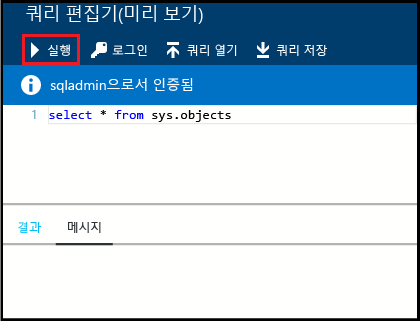 쿼리 편집기(미리 보기)
실행 로그인 쿼리 열기 쿼리 저장
sqladmin으로서 인증됨
1 select * from sys.objects
결과 메시지